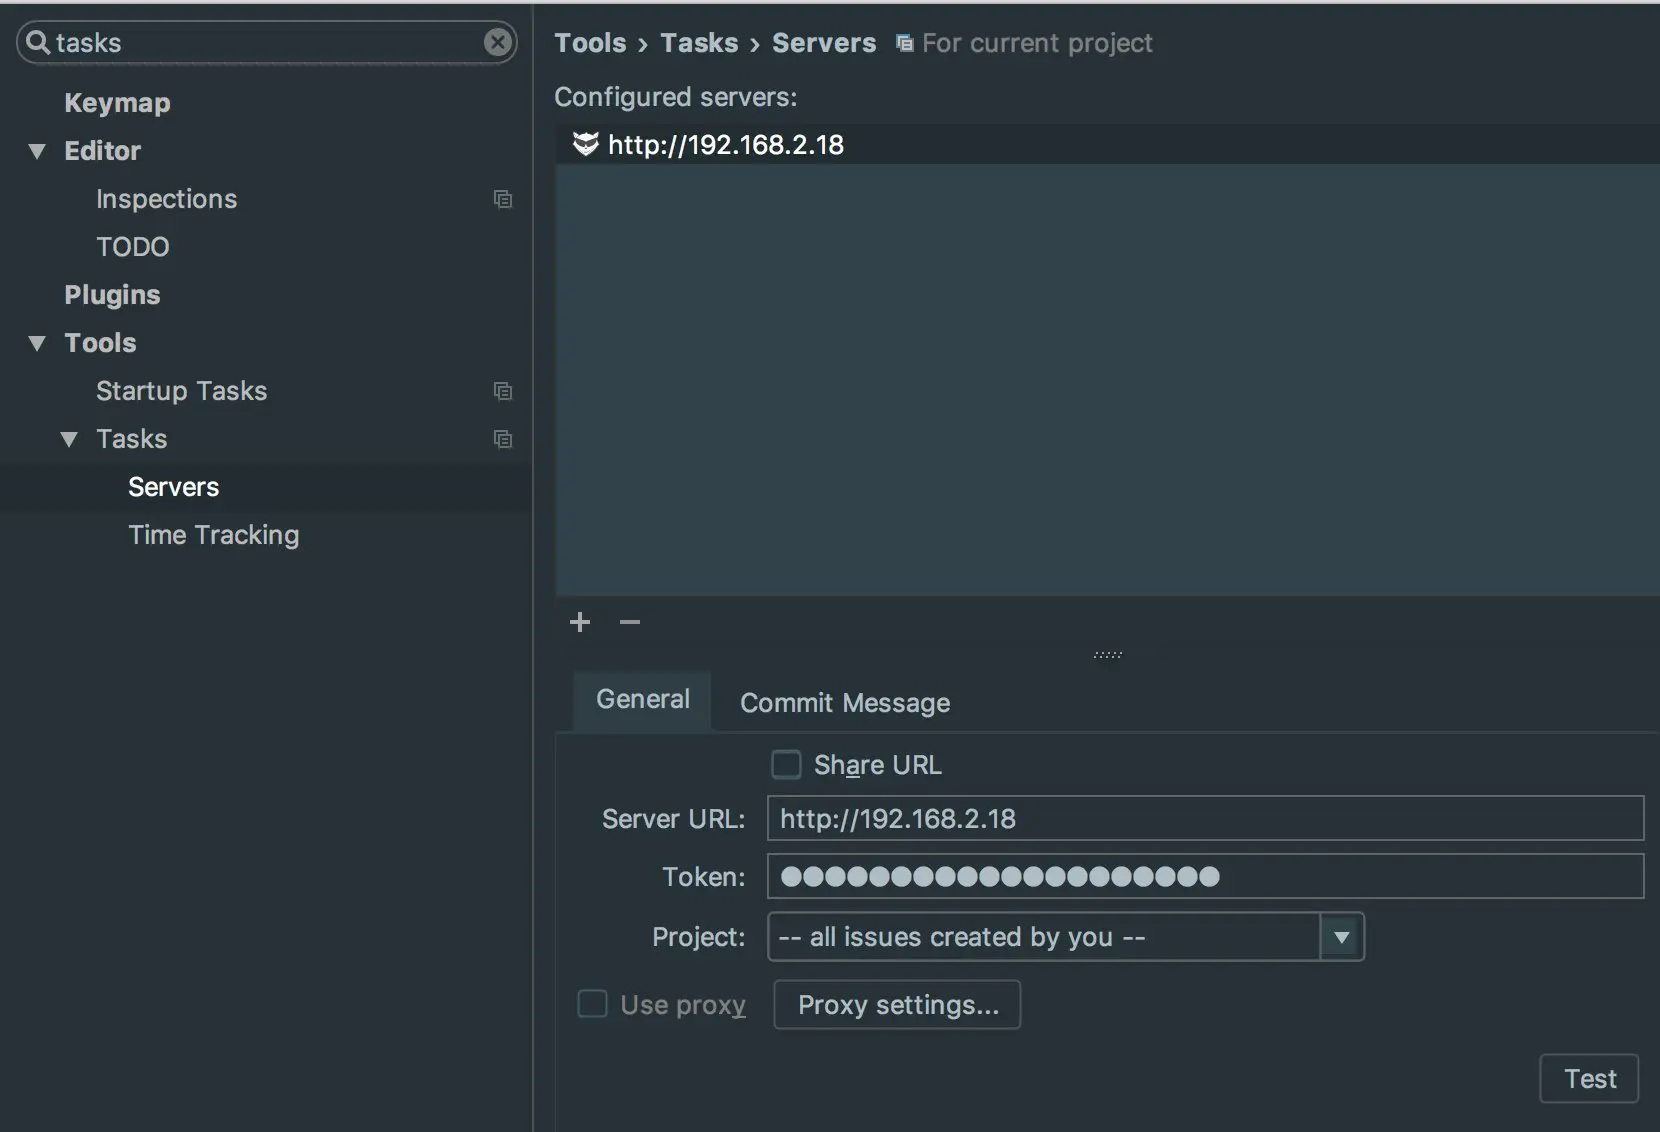 tasks
Keymap
Editor
Inspections
TODO
Plugins
Tools
Startup Tasks
Tasks
Servers
Time Tracking
Tools › Tasks › Servers For current project
Configured servers:
http://192.168.2.18
General Commit Message
Share URL
Server URL: http://192.168.2.18
Token: ●●●●●●●●●●●●●●●●●●●●
Project: -- all issues created by you --
Use proxy Proxy settings...
Test